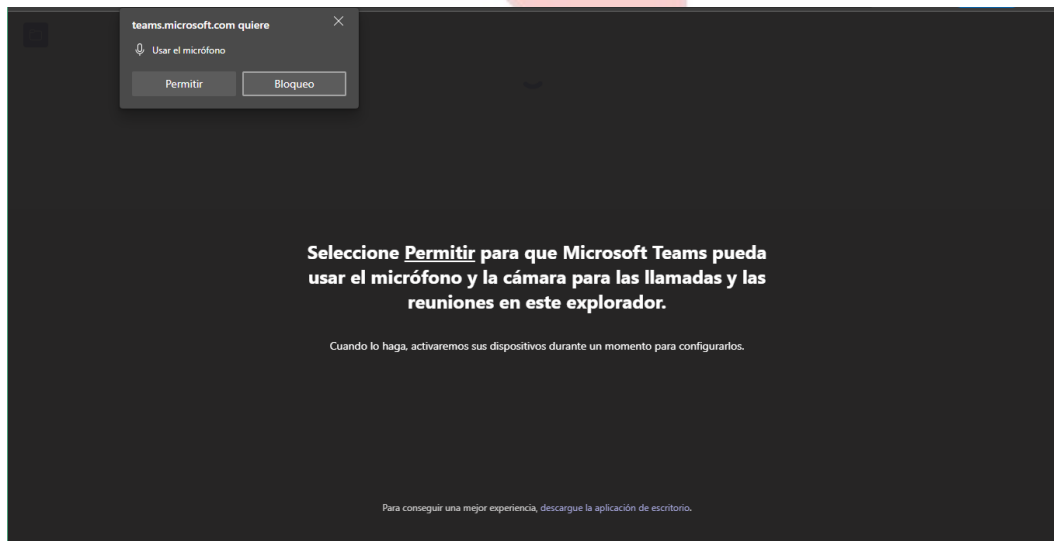 teams.microsoft.com quiere
Usar el micrófono
Permitir
Bloqueo
Seleccione Permitir para que Microsoft Teams pueda
usar el micrófono y la cámara para las llamadas y las
reuniones en este explorador.
Cuando lo haga, activaremos sus dispositivos durante un momento para configurarlos.
Para conseguir una mejor experiencia, descargue la aplicación de escritorio.